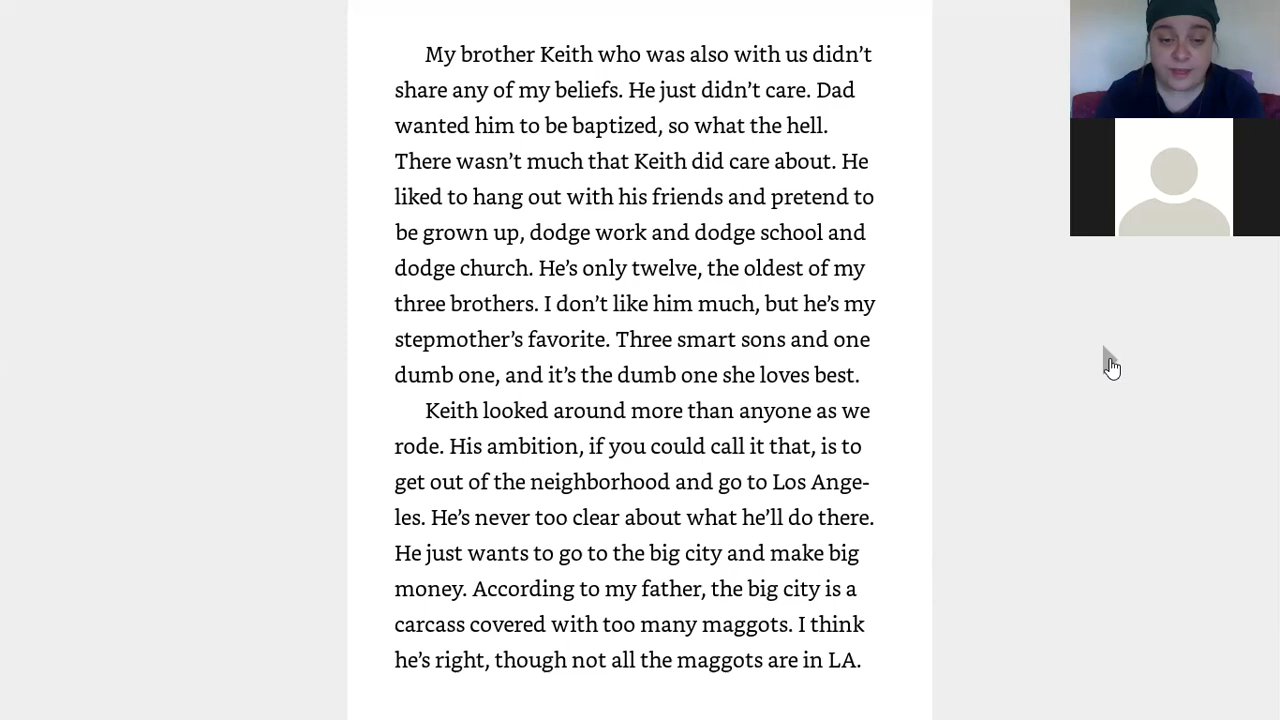 My brother Keith who was also with us didn’t
share any of my beliefs. He just didn’t care. Dad
wanted him to be baptized, so what the hell.
There wasn’t much that Keith did care about. He
liked to hang out with his friends and pretend to
be grown up, dodge work and dodge school and
dodge church. He’s only twelve, the oldest of my
three brothers. I don’t like him much, but he’s my
stepmother’s favorite. Three smart sons and one
dumb one, and it’s the dumb one she loves best.
Keith looked around more than anyone as we
rode. His ambition, if you could call it that, is to
get out of the neighborhood and go to Los Ange-
les. He’s never too clear about what he’ll do there.
He just wants to go to the big city and make big
money. According to my father, the big city is a
carcass covered with too many maggots. I think
he’s right, though not all the maggots are in LA.